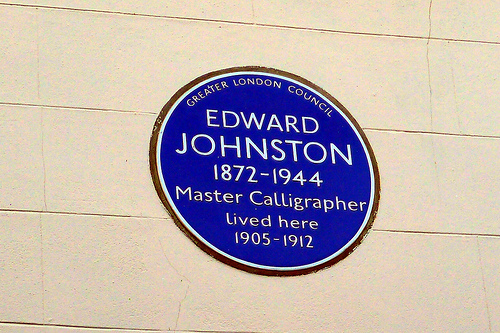 GREATER LONDON COUNCIL
EDWARD
JOHNSTON
1872-1944
Master Calligrapher
lived here
1905-1912